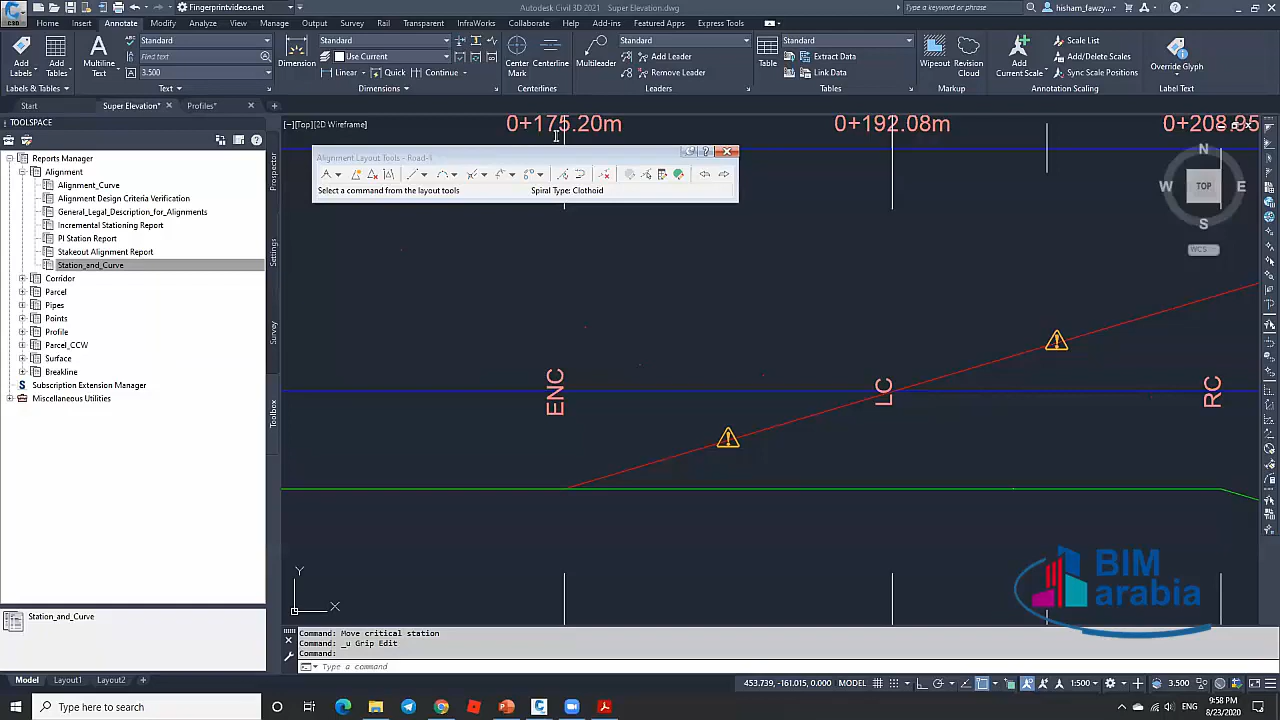 Autodesk Civil 3D Super Elevation.dwg
Fingerprintvideos.net
Type a keyword or phrase
hisham_fawzy...
C3D
Home Insert Annotate Modify Analyze View Manage Output Survey Rail Transparent InfraWorks Collaborate Help Add-ins Featured Apps Express Tools
Add Labels
Add Tables
Labels & Tables
Multiline Text
Standard
Find text
3.500
Text
Dimension
Standard
Use Current
Linear Quick Continue
Dimensions
Center Mark
Centerline
Centerlines
Multileader
Standard
Add Leader
Remove Leader
Leaders
Table
Standard
Extract Data
Link Data
Tables
Wipeout
Revision Cloud
Markup
Add Current Scale
Scale List
Add/Delete Scales
Sync Scale Positions
Annotation Scaling
Override Glyph
Label Text
Start Super Elevation* Profiles*
TOOLSPACE
Reports Manager
Alignment
Alignment_Curve
Alignment Design Criteria Verification
General_Legal_Description_for_Alignments
Incremental Stationing Report
PI Station Report
Stakeout Alignment Report
Station_and_Curve
Corridor
Parcel
Pipes
Points
Profile
Parcel_CCW
Surface
Breakline
Subscription Extension Manager
Miscellaneous Utilities
Prospector
Settings
Survey
Toolbox
Station_and_Curve
[–][Top][2D Wireframe]
0+175.20m
0+192.08m
Alignment Layout Tools - Road-1
Select a command from the layout tools Spiral Type: Clothoid
N
W TOP E
S
WCS
ENC
LC
RC
Y
X
BIM
arabia
Command: Move critical station
Command: _u Grip Edit
Command:
Type a command
Model Layout1 Layout2
453.739, -161.015, 0.000 MODEL 1:500 3.500
Type here to search
ENG
9:58 PM
8/23/2020